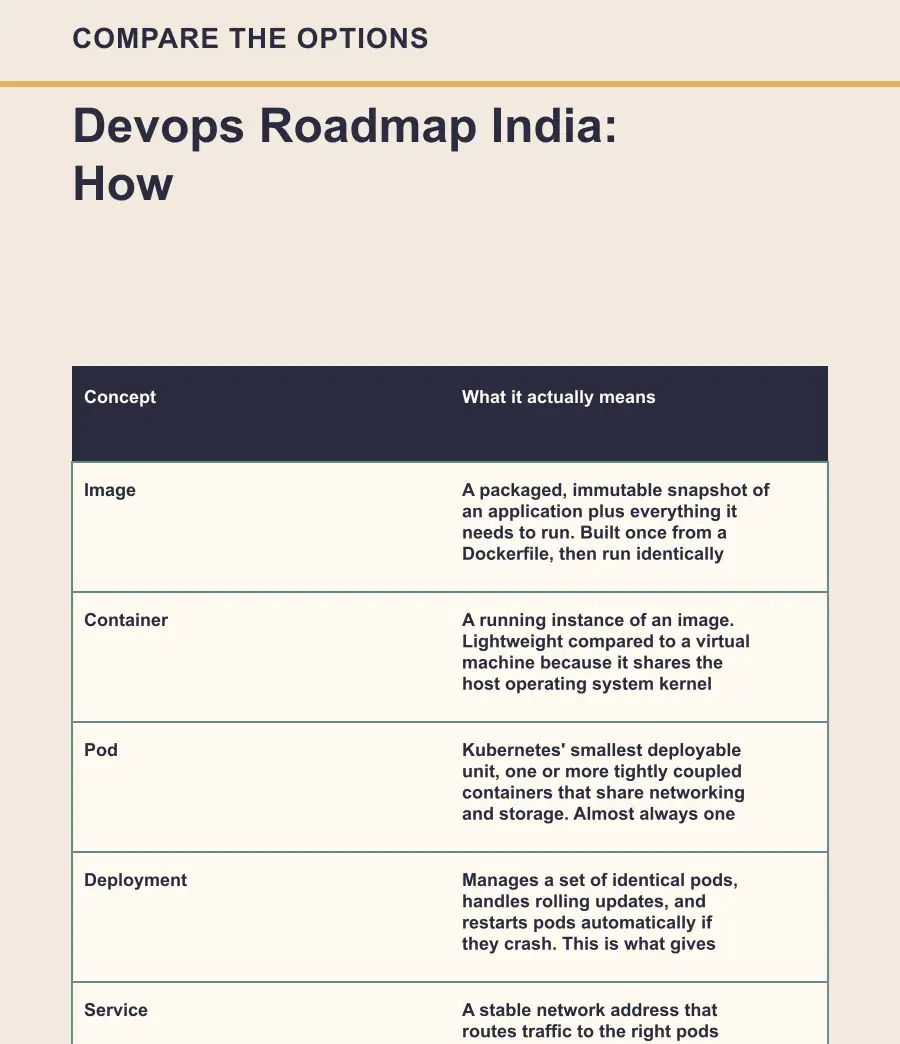 COMPARE THE OPTIONS
Devops Roadmap India:
How
Concept
What it actually means
Image
A packaged, immutable snapshot of
an application plus everything it
needs to run. Built once from a
Dockerfile, then run identically
Container
A running instance of an image.
Lightweight compared to a virtual
machine because it shares the
host operating system kernel
Pod
Kubernetes' smallest deployable
unit, one or more tightly coupled
containers that share networking
and storage. Almost always one
Deployment
Manages a set of identical pods,
handles rolling updates, and
restarts pods automatically if
they crash. This is what gives
Service
A stable network address that
routes traffic to the right pods